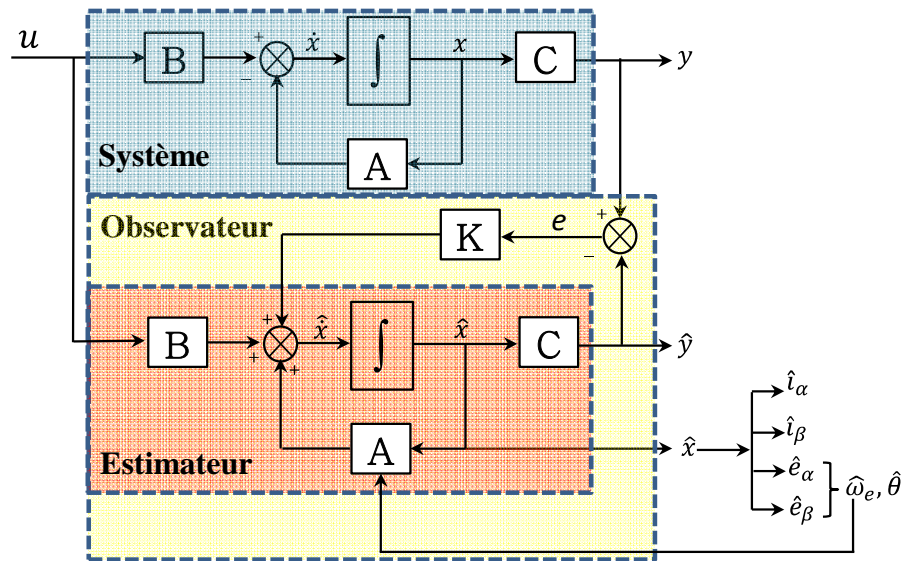 u
B
+
−
ẋ
∫
x
C
y
A
Système
Observateur
K
e
+
−
B
+
+
+
x̂̇
∫
x̂
C
ŷ
A
Estimateur
x̂
î_α
î_β
ê_α
ê_β
ω̂_e, θ̂